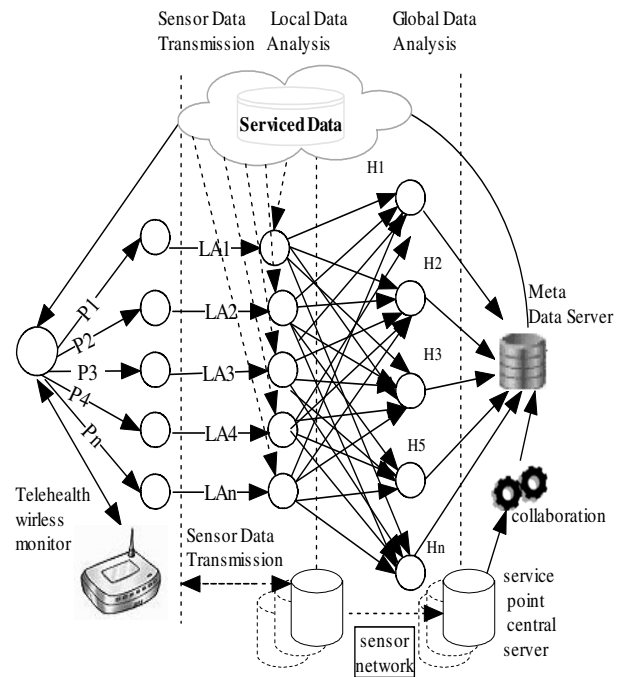 Sensor Data
Transmission
Local Data
Analysis
Global Data
Analysis
Serviced Data
H1
H2
H3
H5
Hn
P1
P2
P3
P4
Pn
LA1
LA2
LA3
LA4
LAn
Meta
Data Server
Telehealth
wirless
monitor
Sensor Data
Transmission
collaboration
sensor
network
service
point
central
server